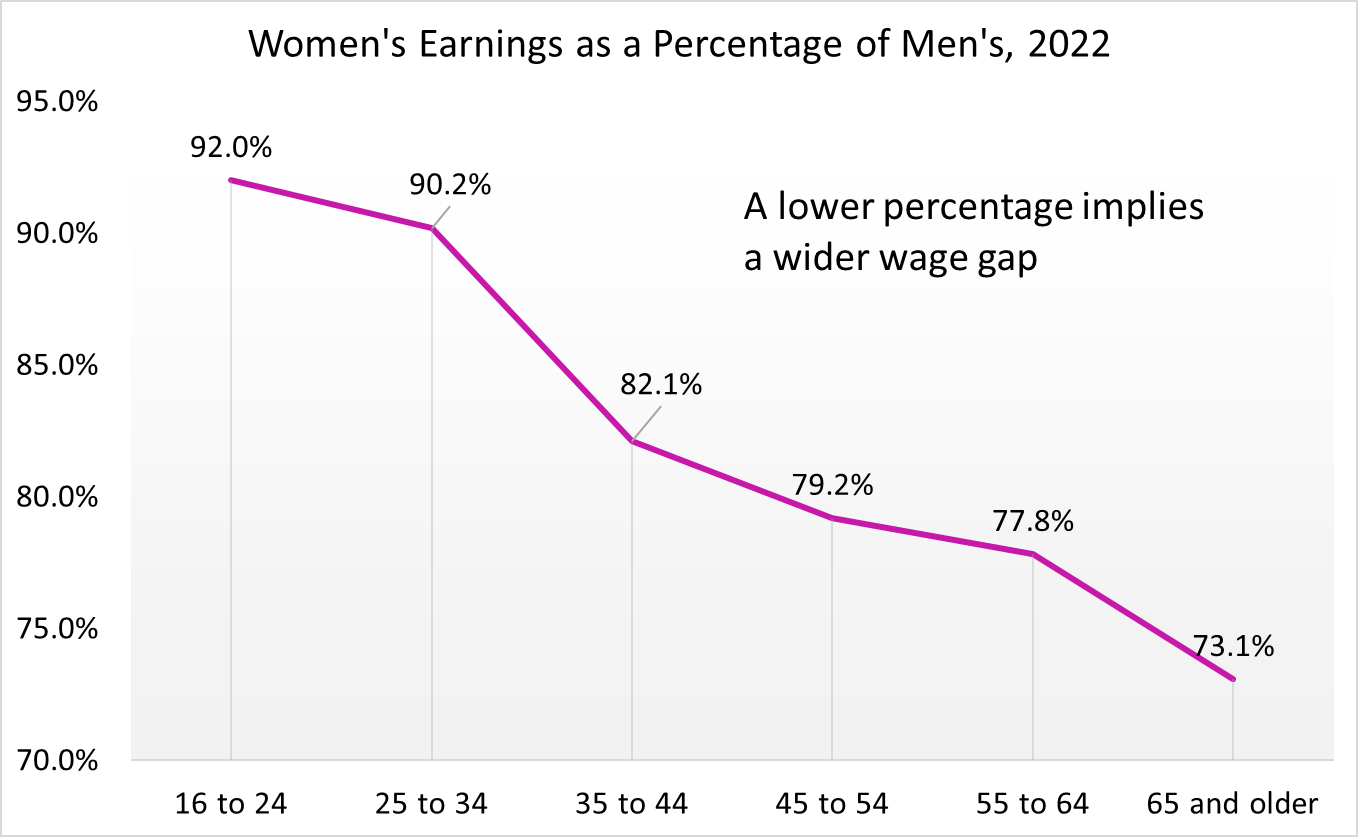 Women's Earnings as a Percentage of Men's, 2022
95.0%
90.0%
85.0%
80.0%
75.0%
70.0%
92.0%
90.2%
82.1%
79.2%
77.8%
73.1%
A lower percentage implies
a wider wage gap
16 to 24
25 to 34
35 to 44
45 to 54
55 to 64
65 and older